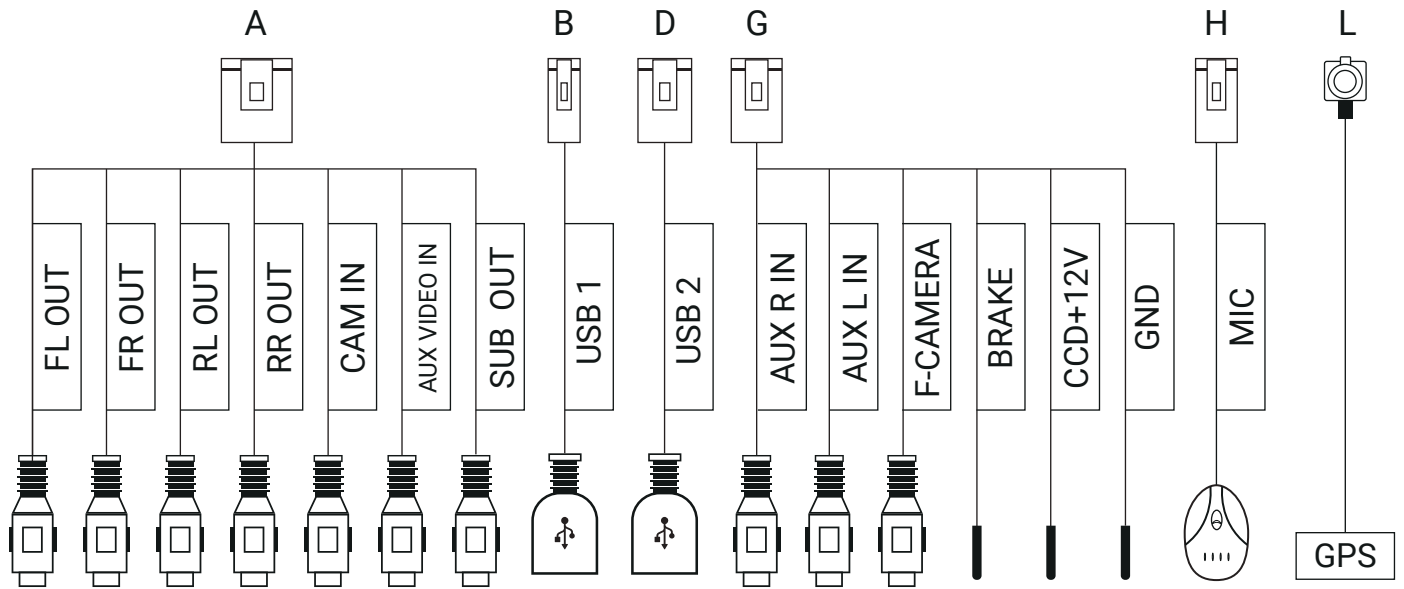 A
B
D
G
H
L
FL OUT
FR OUT
RL OUT
RR OUT
CAM IN
AUX VIDEO IN
SUB OUT
USB 1
USB 2
AUX R IN
AUX L IN
F-CAMERA
BRAKE
CCD+12V
GND
MIC
GPS